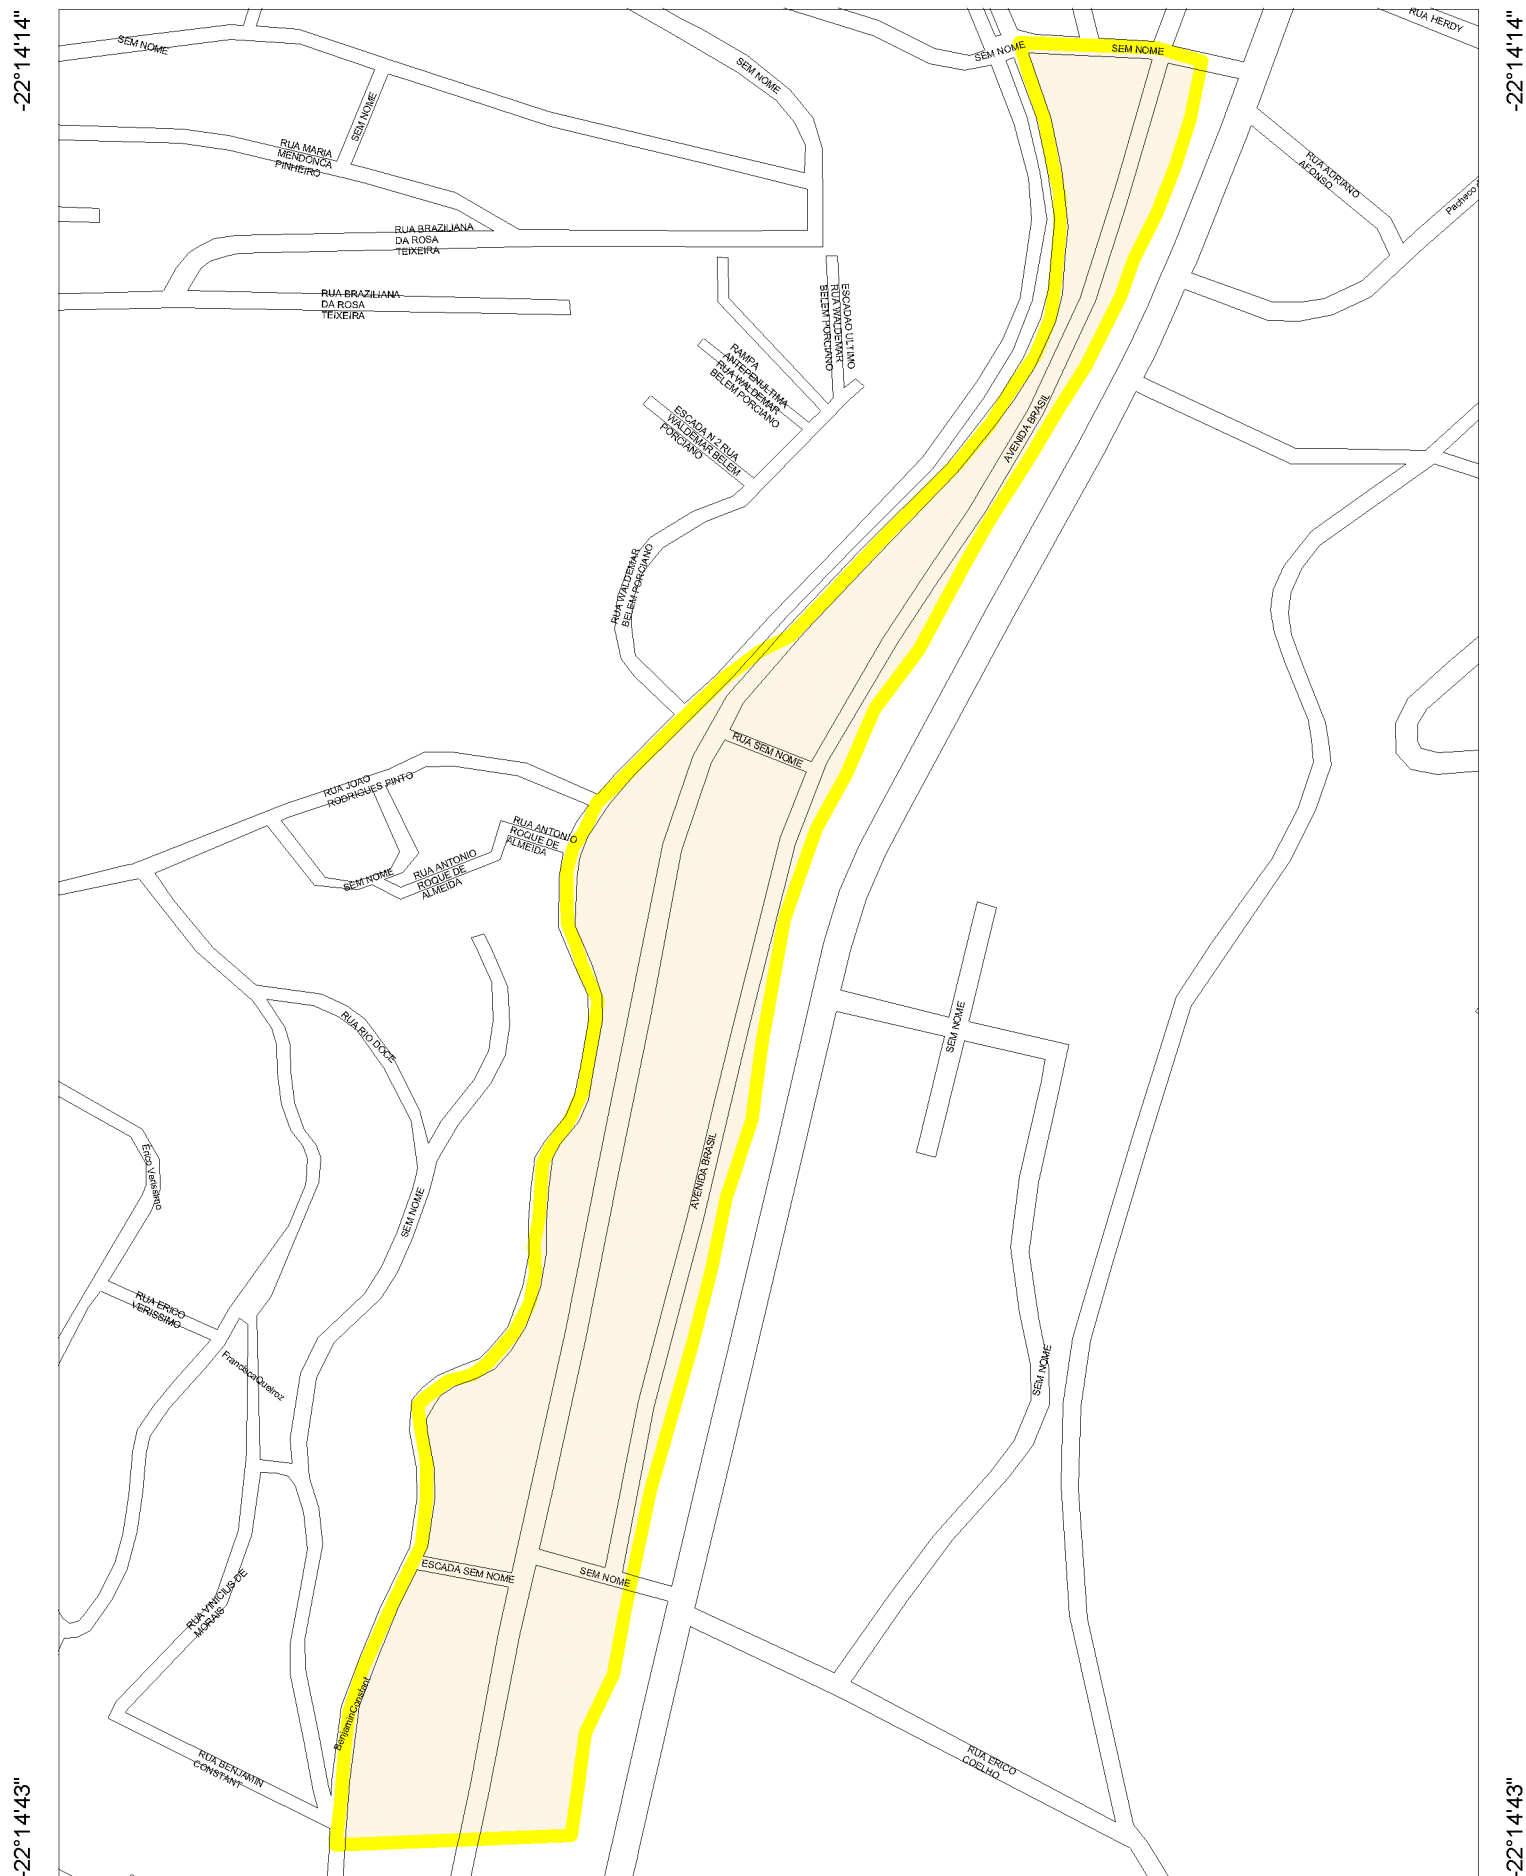 -22°14'14"
-22°14'14"
RUA HERDY
SEM NOME
SEM NOME
SEM NOME
SEM NOME
SEM NOME
RUA MARIA
MENDONCA
PINHEIRO
RUA ADRIANO
AFONSO
Pacheco
RUA BRAZILIANA
DA ROSA
TEIXEIRA
RUA BRAZILIANA
DA ROSA
TEIXEIRA
ESCADAO ULTIMO
RUA WALDEMAR
BELEM PORCIANO
RAMPA
ANTEPENULTIMA
RUA WALDEMAR
BELEM PORCIANO
ESCADA N 2 RUA
WALDEMAR BELEM
PORCIANO
AVENIDA BRASIL
RUA WALDEMAR
BELEM PORCIANO
RUA SEM NOME
RUA JOAO
RODRIGUES PINTO
RUA ANTONIO
ROQUE DE
ALMEIDA
RUA ANTONIO
ROQUE DE
ALMEIDA
SEM NOME
RUA RIO DOCE
SEM NOME
Erico Verissimo
AVENIDA BRASIL
SEM NOME
RUA ERICO
VERISSIMO
FranciscaQueiroz
SEM NOME
ESCADA SEM NOME
SEM NOME
RUA VINICIUS DE
MORAIS
BenjaminConstant
RUA BENJAMIN
CONSTANT
RUA ERICO
COELHO
-22°14'43"
-22°14'43"